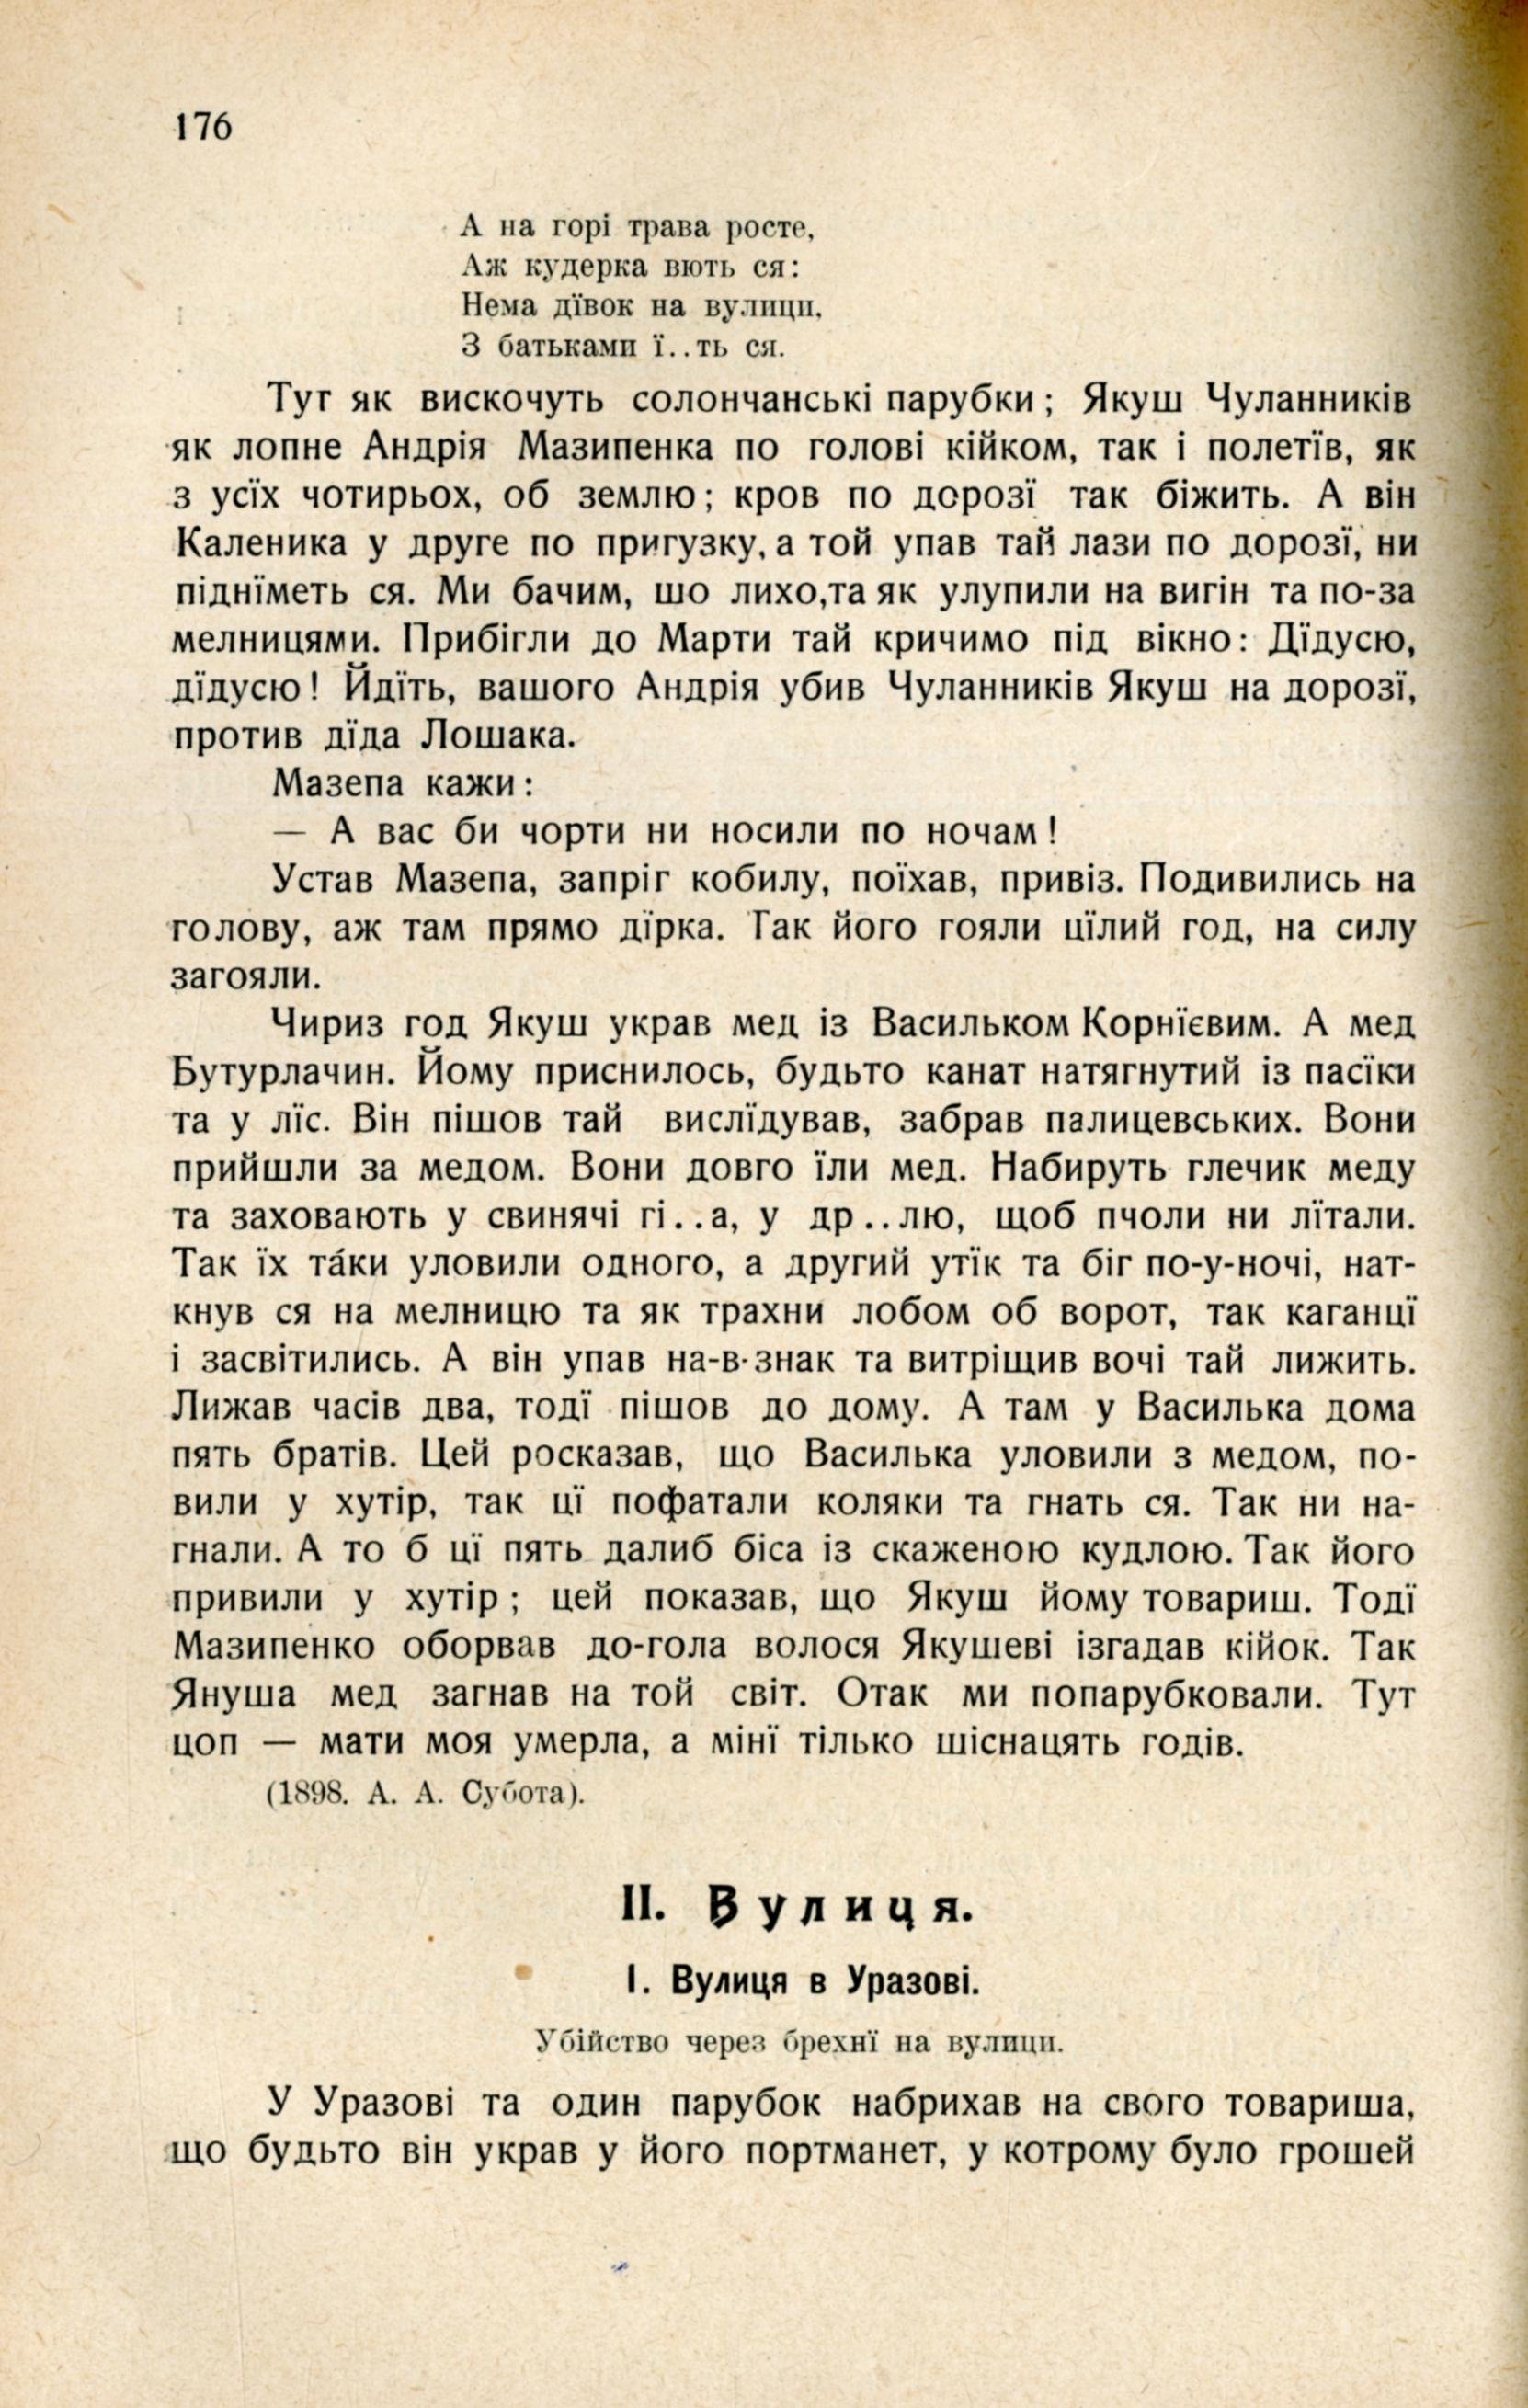 176
А на горі трава росте,
Аж кудерка вють ся:
Нема дївок на вулици,
З батьками ї..ть ся.
Туг як вискочуть солончанські парубки; Якуш Чуланників
як лопне Андрія Мазипенка по голові кійком, так і полетїв, як
з усїх чотирьох, об землю; кров по дорозї так біжить. А він
Каленика у друге по пригузку, а той упав тай лази по дорозї, ни
піднїметь ся. Ми бачим, шо лихо,та як улупили на вигін та по-за
мелницями. Прибігли до Марти тай кричимо під вікно: Дїдусю,
дїдусю! Йдїть, вашого Андрія убив Чуланників Якуш на дорозї,
против дїда Лошака.
Мазепа кажи:
— А вас би чорти ни носили по ночам!
Устав Мазепа, запріг кобилу, поїхав, привіз. Подивились на
голову, аж там прямо дїрка. Так його гояли цїлий год, на силу
загояли.
Чириз год Якуш украв мед із Васильком Корнїєвим. А мед
Бутурлачин. Йому приснилось, будьто канат натягнутий із пасїки
та у лїс. Він пішов тай вислїдував, забрав палицевських. Вони
прийшли за медом. Вони довго їли мед. Набируть глечик меду
та заховають у свинячі гі..а, у др..лю, щоб пчоли ни лїтали.
Так їх тáки уловили одного, а другий утїк та біг по-у-ночі, нат-
кнув ся на мелницю та як трахни лобом об ворот, так каганцї
і засвітились. А він упав на-в-знак та витріщив вочі тай лижить.
Лижав часів два, тодї пішов до дому. А там у Василька дома
пять братів. Цей росказав, що Василька уловили з медом, по-
вили у хутір, так цї пофатали коляки та гнать ся. Так ни на-
гнали. А то б цї пять далиб біса із скаженою кудлою. Так його
привили у хутір; цей показав, що Якуш йому товариш. Тодї
Мазипенко оборвав до-гола волося Якушеві ізгадав кійок. Так
Януша мед загнав на той світ. Отак ми попарубковали. Тут
цоп — мати моя умерла, а мінї тілько шіснацять годів.
(1898. А. А. Субота).
II. Вулиця.
I. Вулиця в Уразові.
Убійство через брехнї на вулици.
У Уразові та один парубок набрихав на свого товариша,
що будьто він украв у його портманет, у котрому було грошей